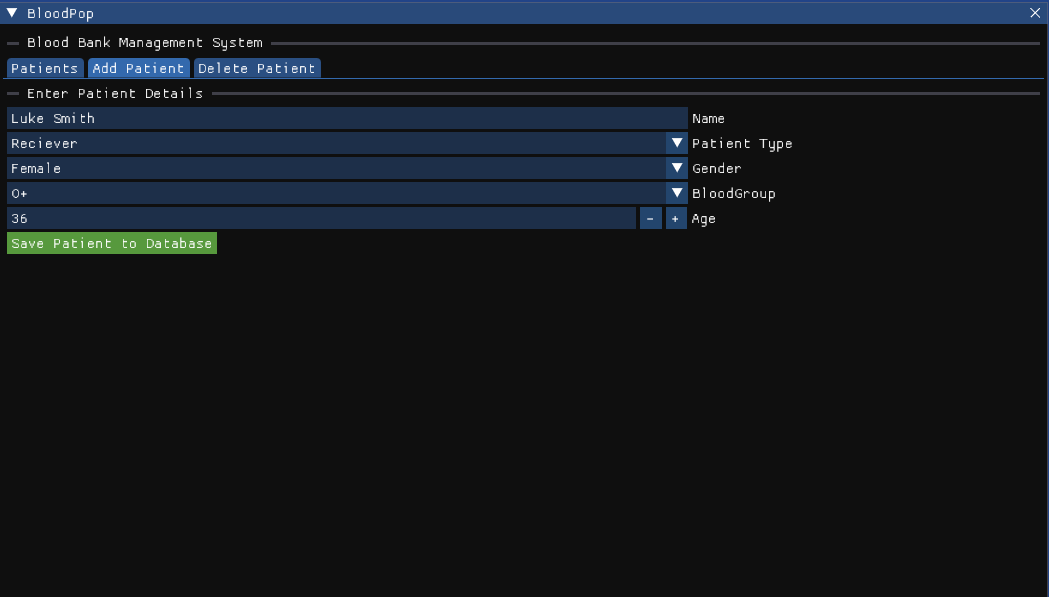 BloodPop
Blood Bank Management System
Patients Add Patient Delete Patient
Enter Patient Details
Luke Smith Name
Reciever Patient Type
Female Gender
O+ BloodGroup
36 - + Age
Save Patient to Database